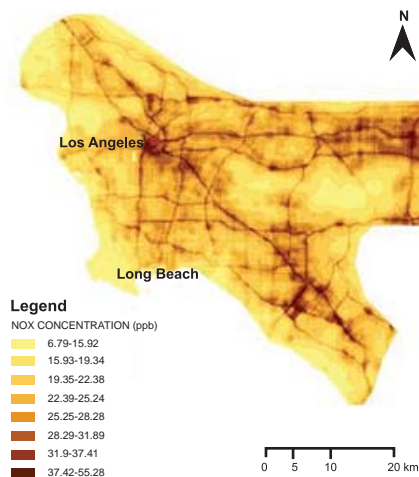 N
Los Angeles
Long Beach
Legend
NOX CONCENTRATION (ppb)
6.79-15.92
15.93-19.34
19.35-22.38
22.39-25.24
25.25-28.28
28.29-31.89
31.9-37.41
37.42-55.28
0 5 10 20 km